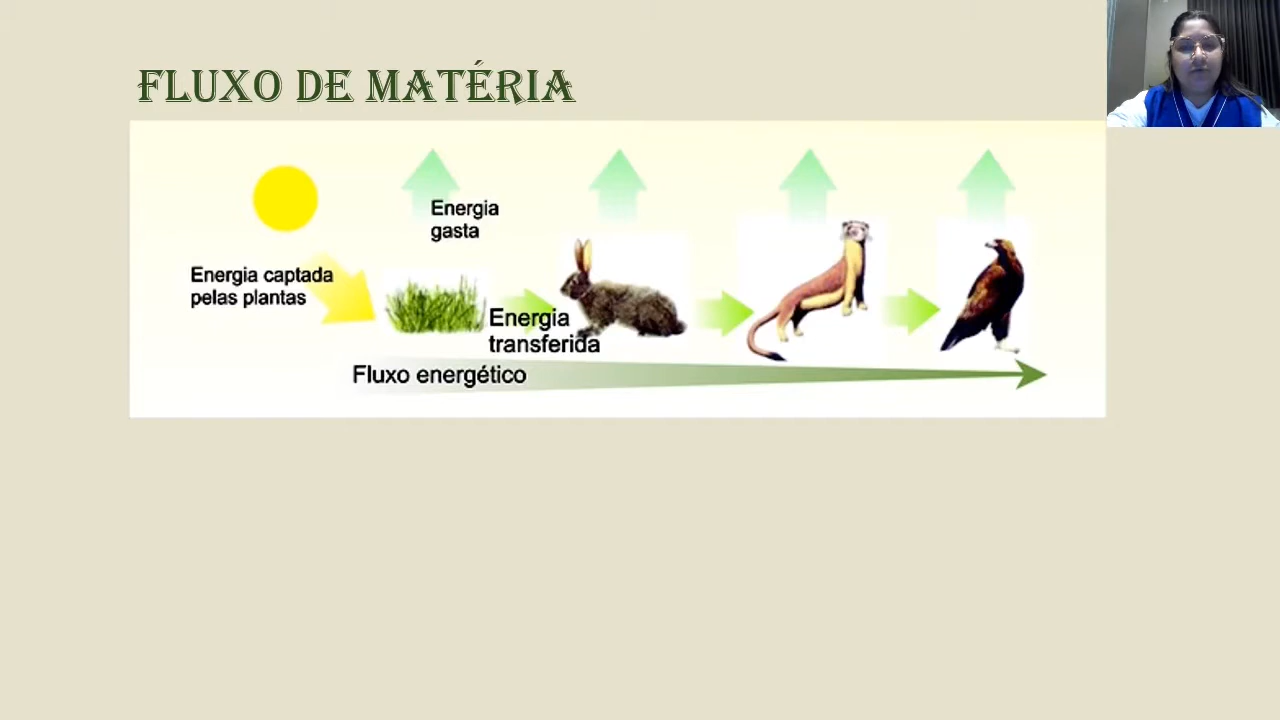 FLUXO DE MATÉRIA
Energia
gasta
Energia captada
pelas plantas
Energia
transferida
Fluxo energético